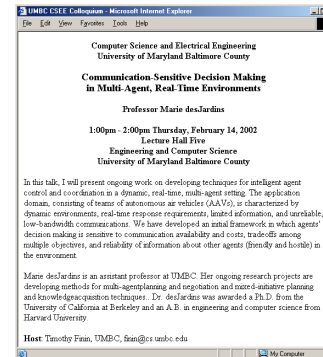 UMBC CSEE Colloquium - Microsoft Internet Explorer
File Edit View Favorites Tools Help
Computer Science and Electrical Engineering
University of Maryland Baltimore County
Communication-Sensitive Decision Making
in Multi-Agent, Real-Time Environments
Professor Marie desJardins
1:00pm - 2:00pm Thursday, February 14, 2002
Lecture Hall Five
Engineering and Computer Science
University of Maryland Baltimore County
In this talk, I will present ongoing work on developing techniques for intelligent agent
control and coordination in a dynamic, real-time, multi-agent setting. The application
domain, consisting of teams of autonomous air vehicles (AAVs), is characterized by
dynamic environments, real-time response requirements, limited information, and unreliable,
low-bandwidth communications. We have developed an initial framework in which agents'
decision making is sensitive to communication availability and costs, tradeoffs among
multiple objectives, and reliability of information about other agents (friendly and hostile) in
the environment.
Marie desJardins is an assistant professor at UMBC. Her ongoing research projects are
developing methods for multi-agentplanning and negotiation and mixed-initiative planning
and knowledgeacquistion techniques.. Dr. desJardins was awarded a Ph.D. from the
University of California at Berkeley and an A.B. in engineering and computer science from
Harvard University.
Host: Timothy Finin, UMBC, finin@cs.umbc.edu
My Computer